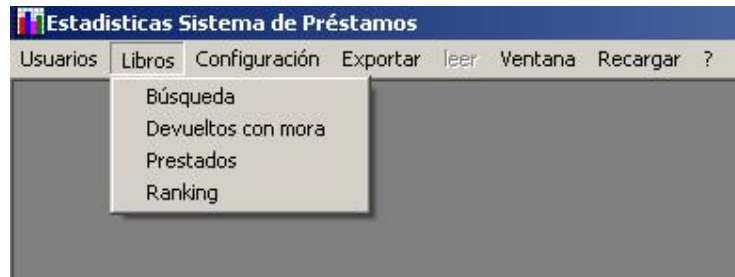 Estadisticas Sistema de Préstamos
Usuarios Libros Configuración Exportar leer Ventana Recargar ?
Búsqueda
Devueltos con mora
Prestados
Ranking